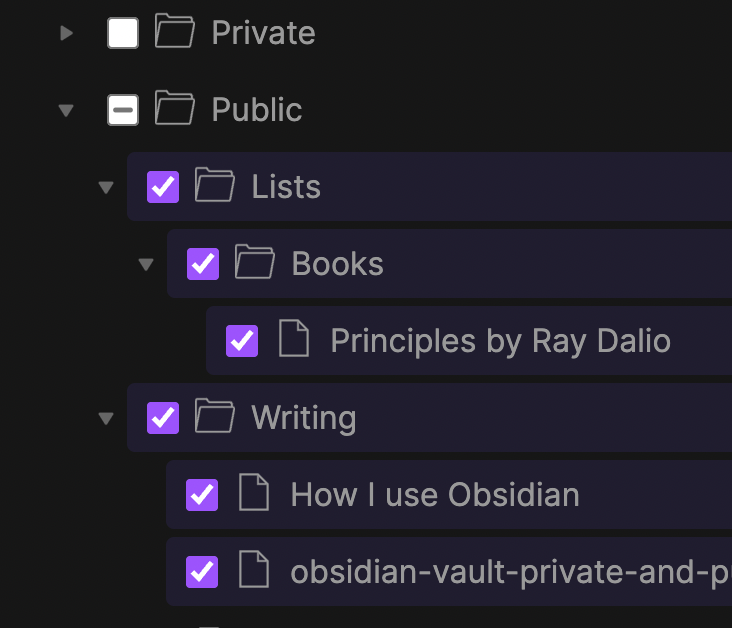 Private
Public
Lists
Books
Principles by Ray Dalio
Writing
How I use Obsidian
obsidian-vault-private-and-p